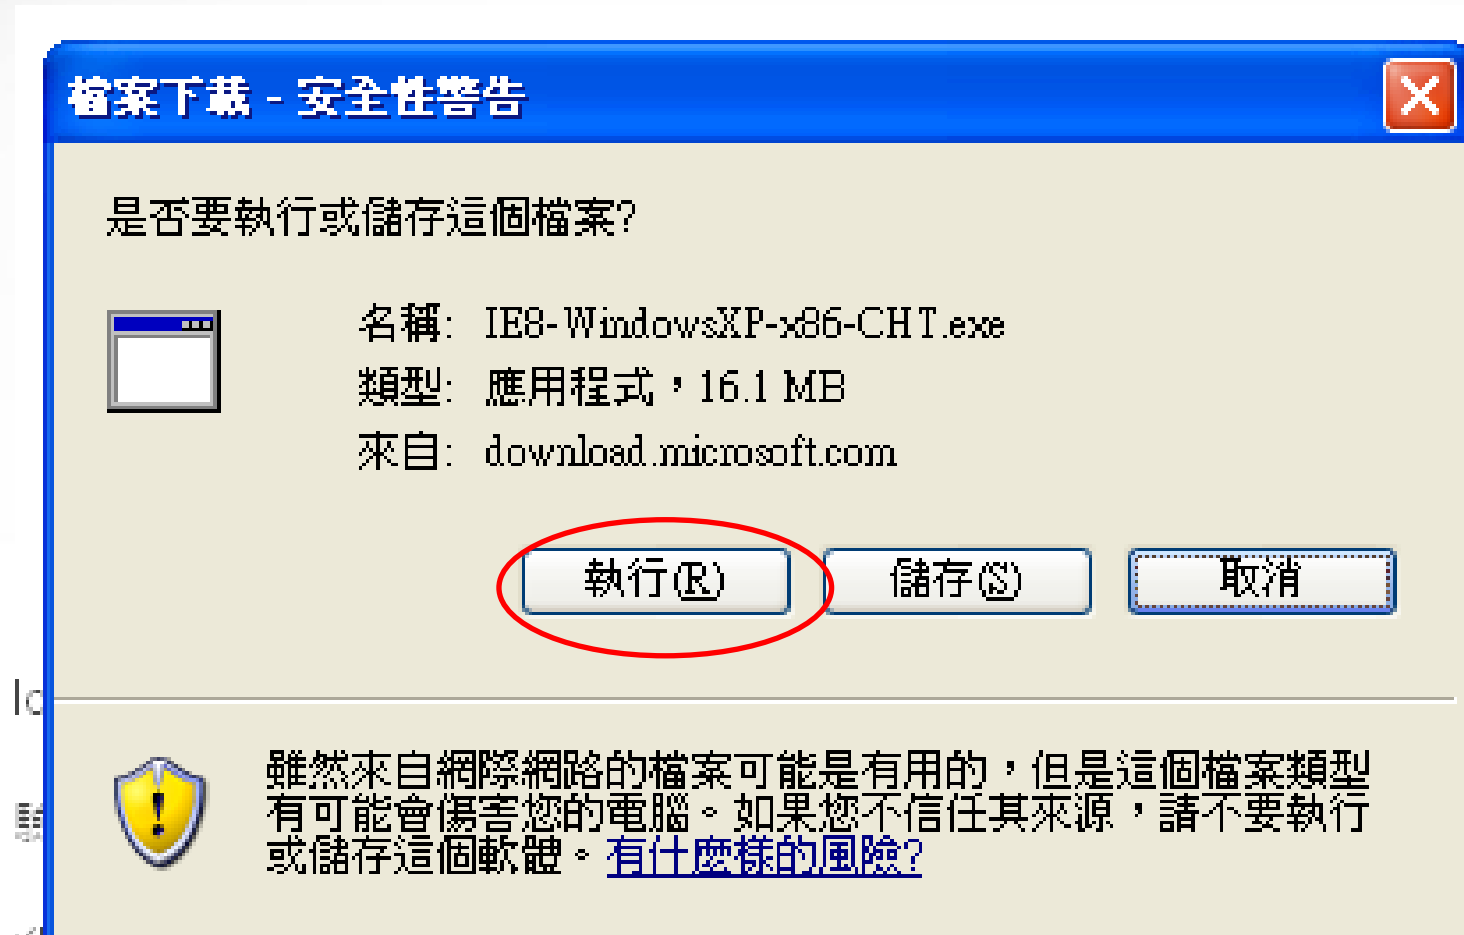 檔案下載 - 安全性警告
是否要執行或儲存這個檔案?
名稱: IE8-WindowsXP-x86-CHT.exe
類型: 應用程式，16.1 MB
來自: download.microsoft.com
執行(R) 儲存(S) 取消
雖然來自網際網路的檔案可能是有用的，但是這個檔案類型
有可能會傷害您的電腦。如果您不信任其來源，請不要執行
或儲存這個軟體。有什麼樣的風險?